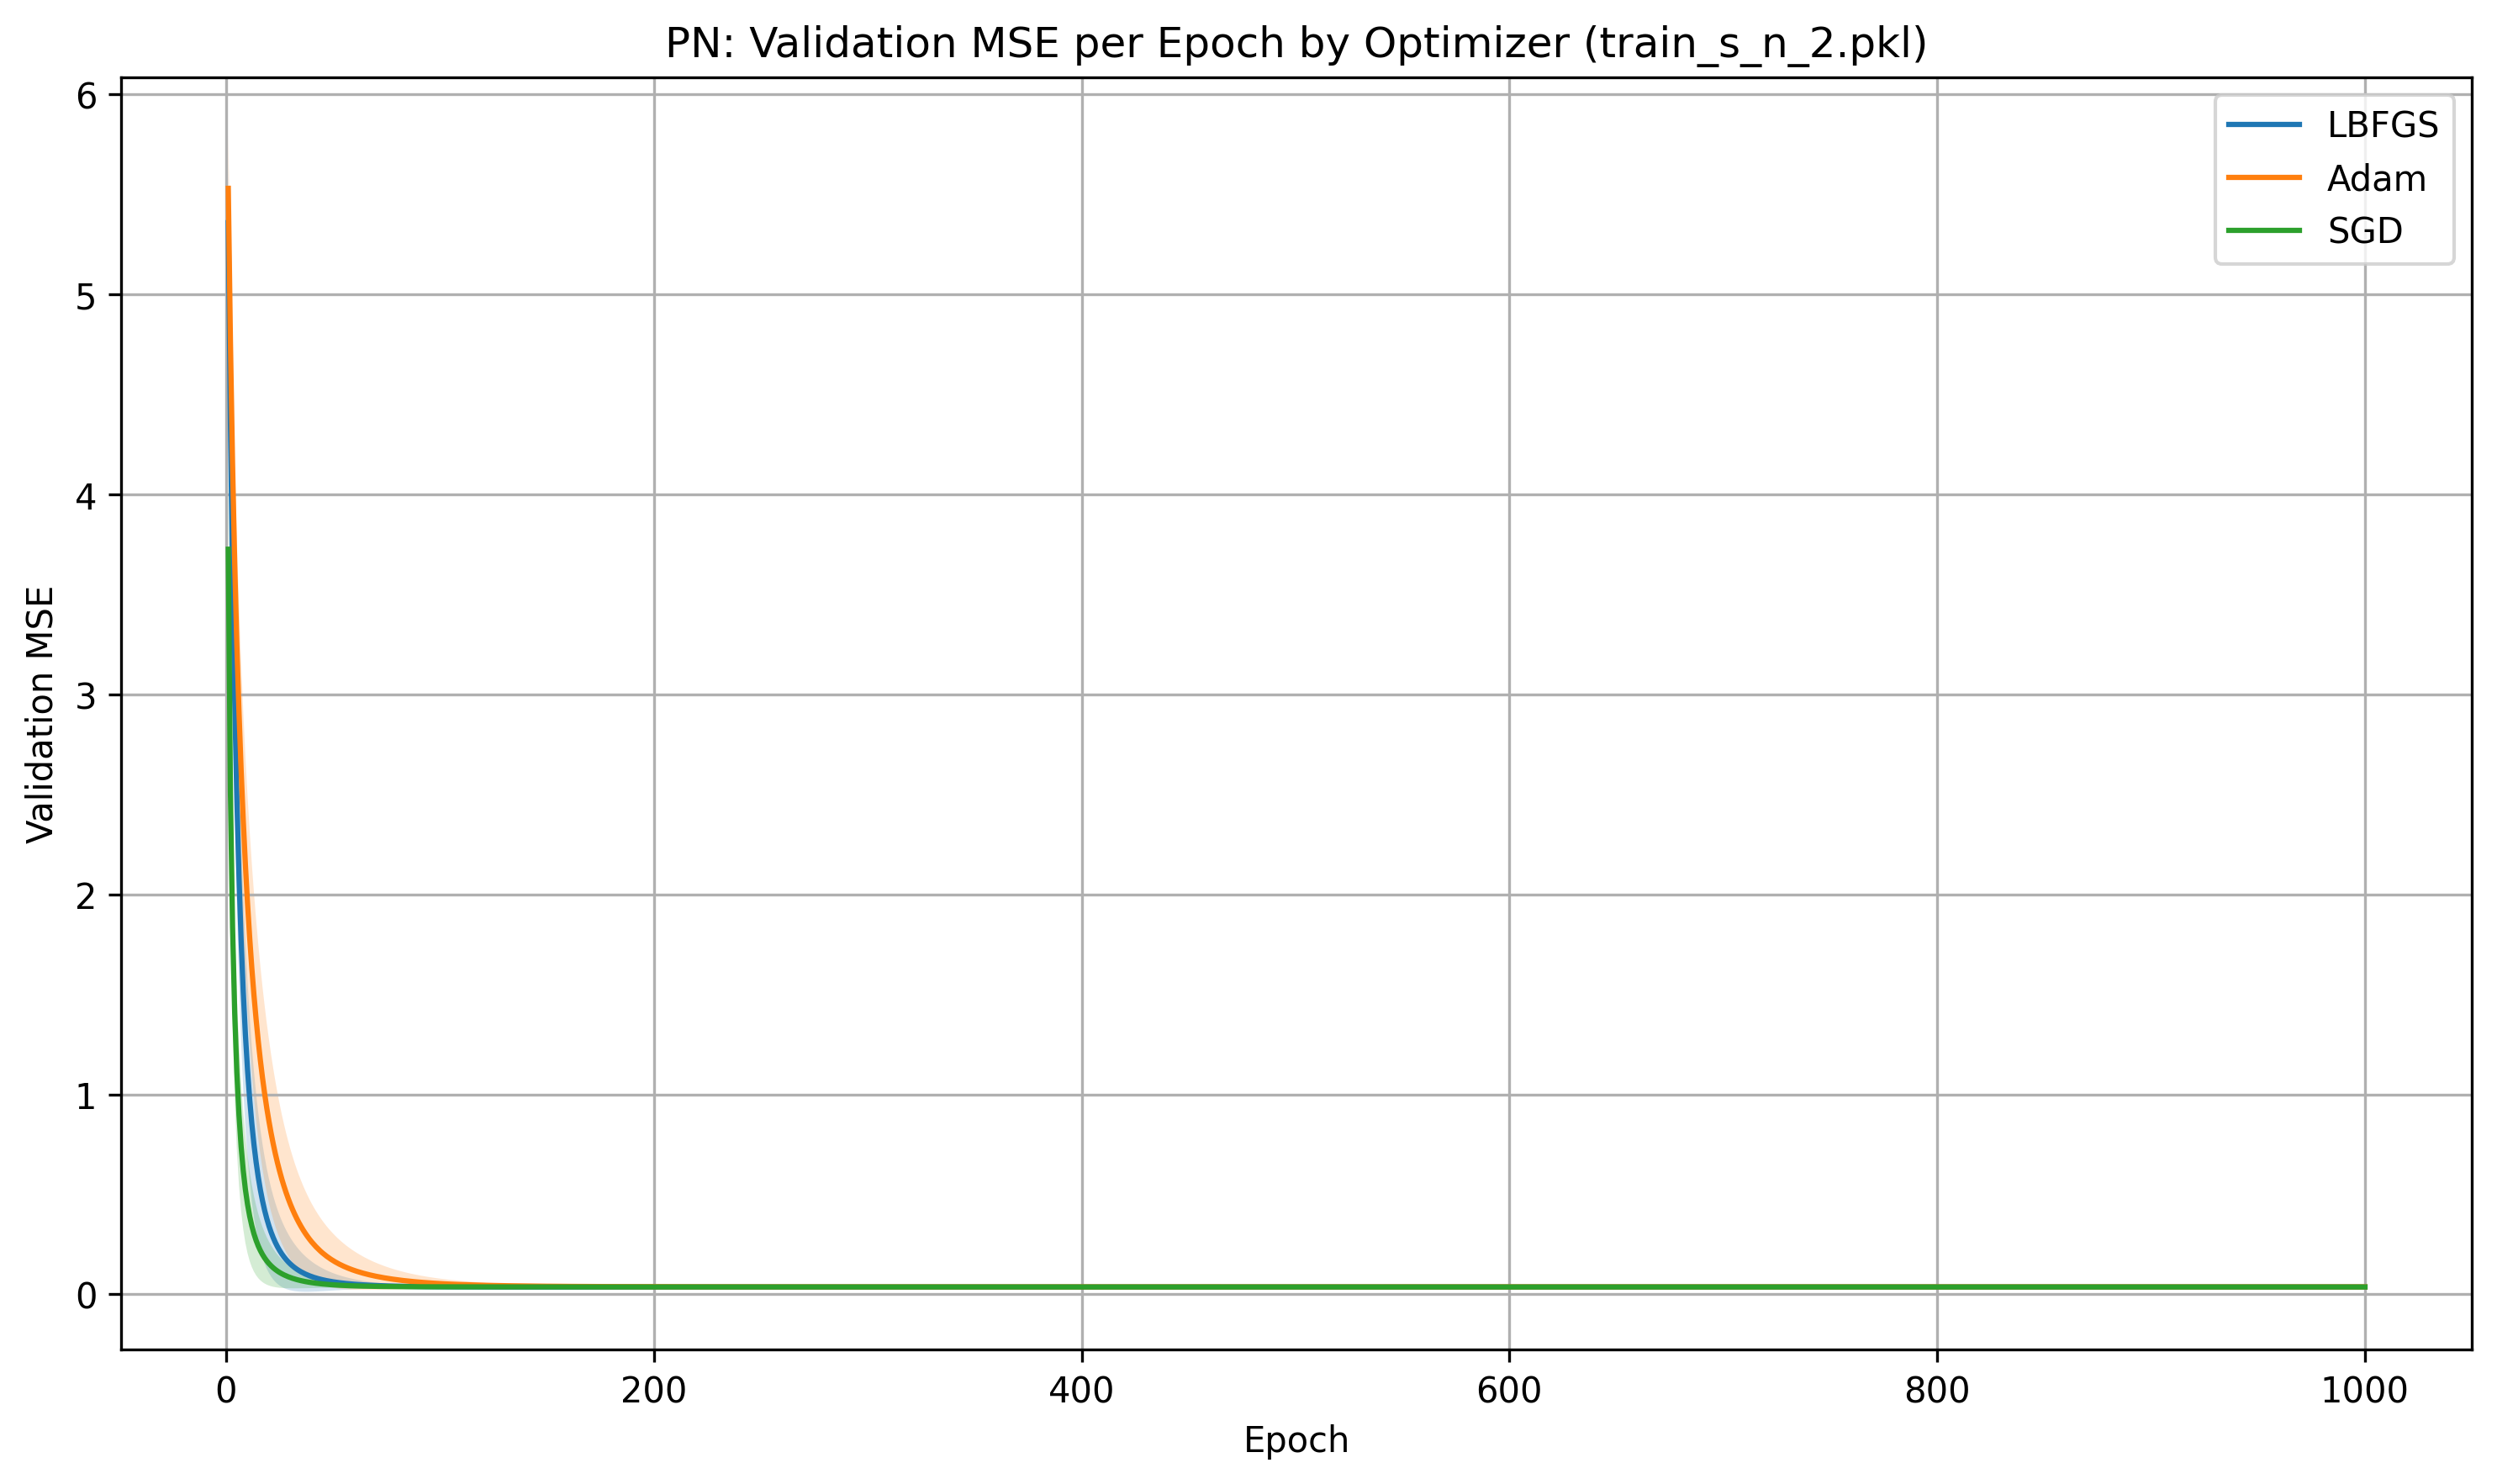 PN: Validation MSE per Epoch by Optimizer (train_s_n_2.pkl)
6
5
4
3
2
1
0
Validation MSE
LBFGS
Adam
SGD
0 200 400 600 800 1000
Epoch